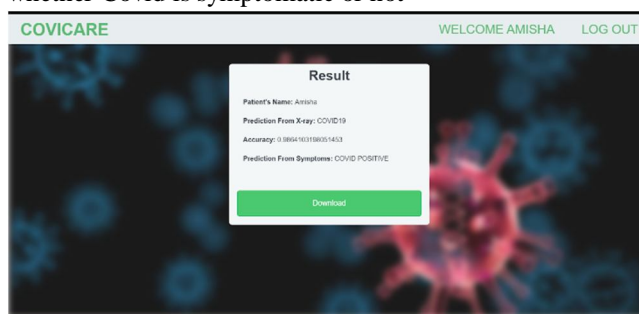 whether Covid is symptomatic or not
COVICARE WELCOME AMISHA LOG OUT
Result
Patient's Name: Amisha
Prediction From X-ray: COVID19
Accuracy: 0.9864103198051453
Prediction From Symptoms: COVID POSITIVE
Download